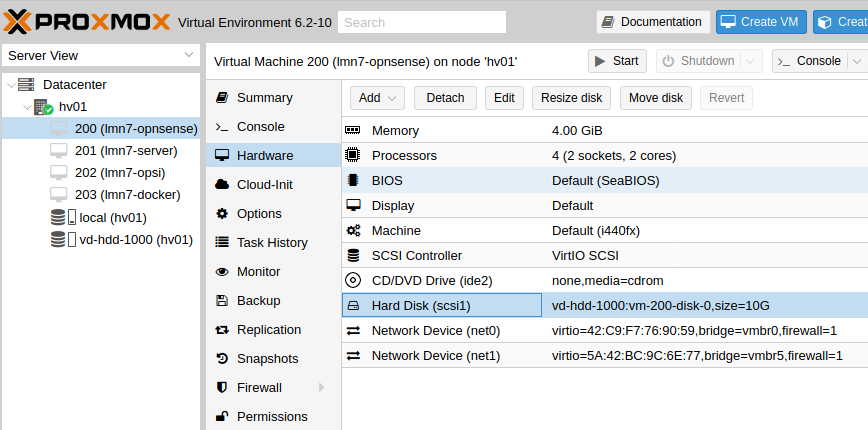 PROXMOX Virtual Environment 6.2-10 Search Documentation Create VM Creat
Server View
Virtual Machine 200 (lmn7-opnsense) on node 'hv01' Start Shutdown Console
Datacenter
hv01
200 (lmn7-opnsense)
201 (lmn7-server)
202 (lmn7-opsi)
203 (lmn7-docker)
local (hv01)
vd-hdd-1000 (hv01)
Summary
Console
Hardware
Cloud-Init
Options
Task History
Monitor
Backup
Replication
Snapshots
Firewall
Permissions
Add Detach Edit Resize disk Move disk Revert
Memory 4.00 GiB
Processors 4 (2 sockets, 2 cores)
BIOS Default (SeaBIOS)
Display Default
Machine Default (i440fx)
SCSI Controller VirtIO SCSI
CD/DVD Drive (ide2) none,media=cdrom
Hard Disk (scsi1) vd-hdd-1000:vm-200-disk-0,size=10G
Network Device (net0) virtio=42:C9:F7:76:90:59,bridge=vmbr0,firewall=1
Network Device (net1) virtio=5A:42:BC:9C:6E:77,bridge=vmbr5,firewall=1